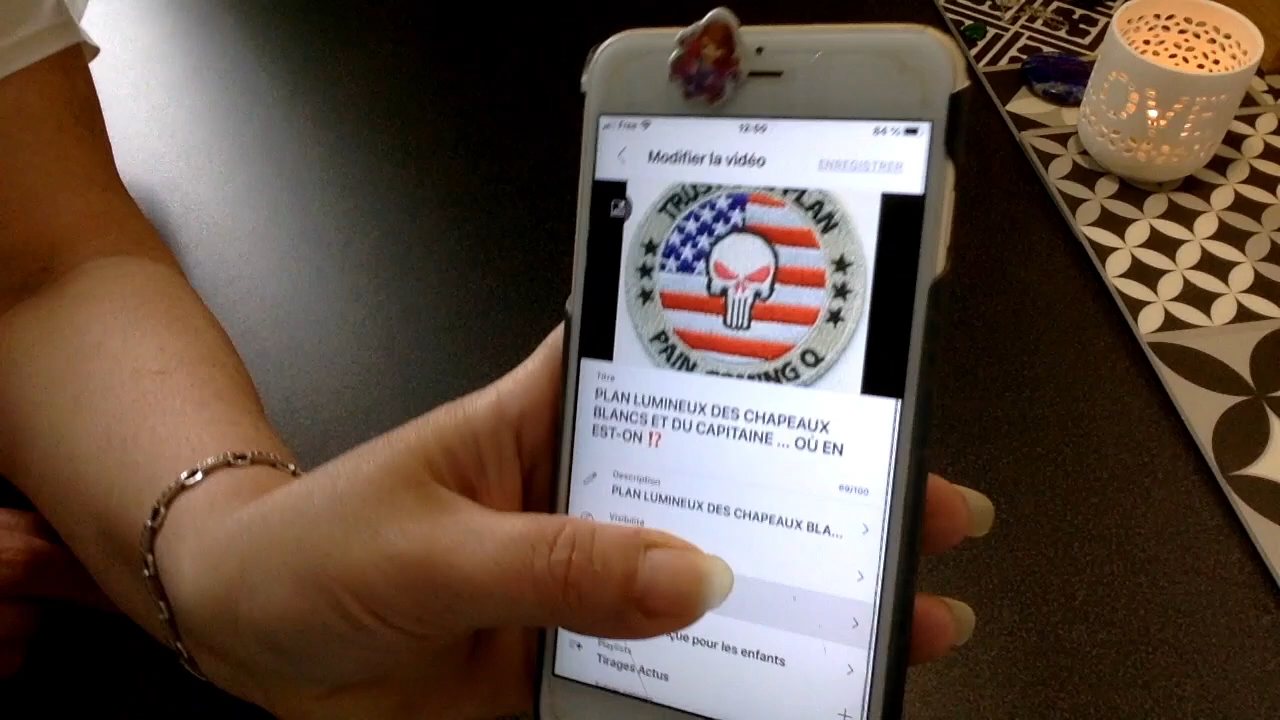 Free 12:59 84 %
Modifier la vidéo ENREGISTRER
PLAN
PAIN COMING Q
Titre
PLAN LUMINEUX DES CHAPEAUX
BLANCS ET DU CAPITAINE ... OÙ EN
EST-ON ⁉
Description 69/100
PLAN LUMINEUX DES CHAPEAUX BLA...
Visibilité
pour les enfants
Playlists
Tirages Actus